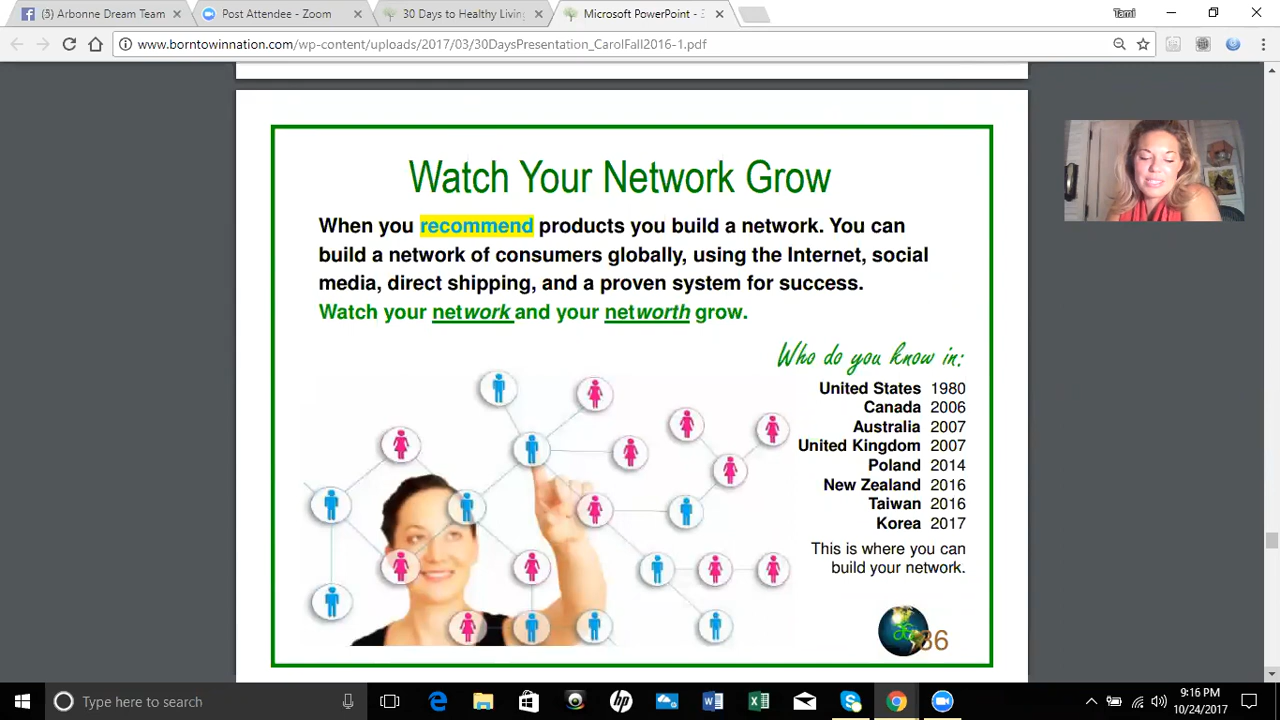 (5) Arbonne Dream Team
Post Attendee - Zoom
30 Days to Healthy Living
Microsoft PowerPoint - 3
Tami
www.borntowinnation.com/wp-content/uploads/2017/03/30DaysPresentation_CarolFall2016-1.pdf
Watch Your Network Grow
When you recommend products you build a network. You can
build a network of consumers globally, using the Internet, social
media, direct shipping, and a proven system for success.
Watch your network and your networth grow.
Who do you know in:
United States 1980
Canada 2006
Australia 2007
United Kingdom 2007
Poland 2014
New Zealand 2016
Taiwan 2016
Korea 2017
This is where you can
build your network.
36
Type here to search
9:16 PM
10/24/2017